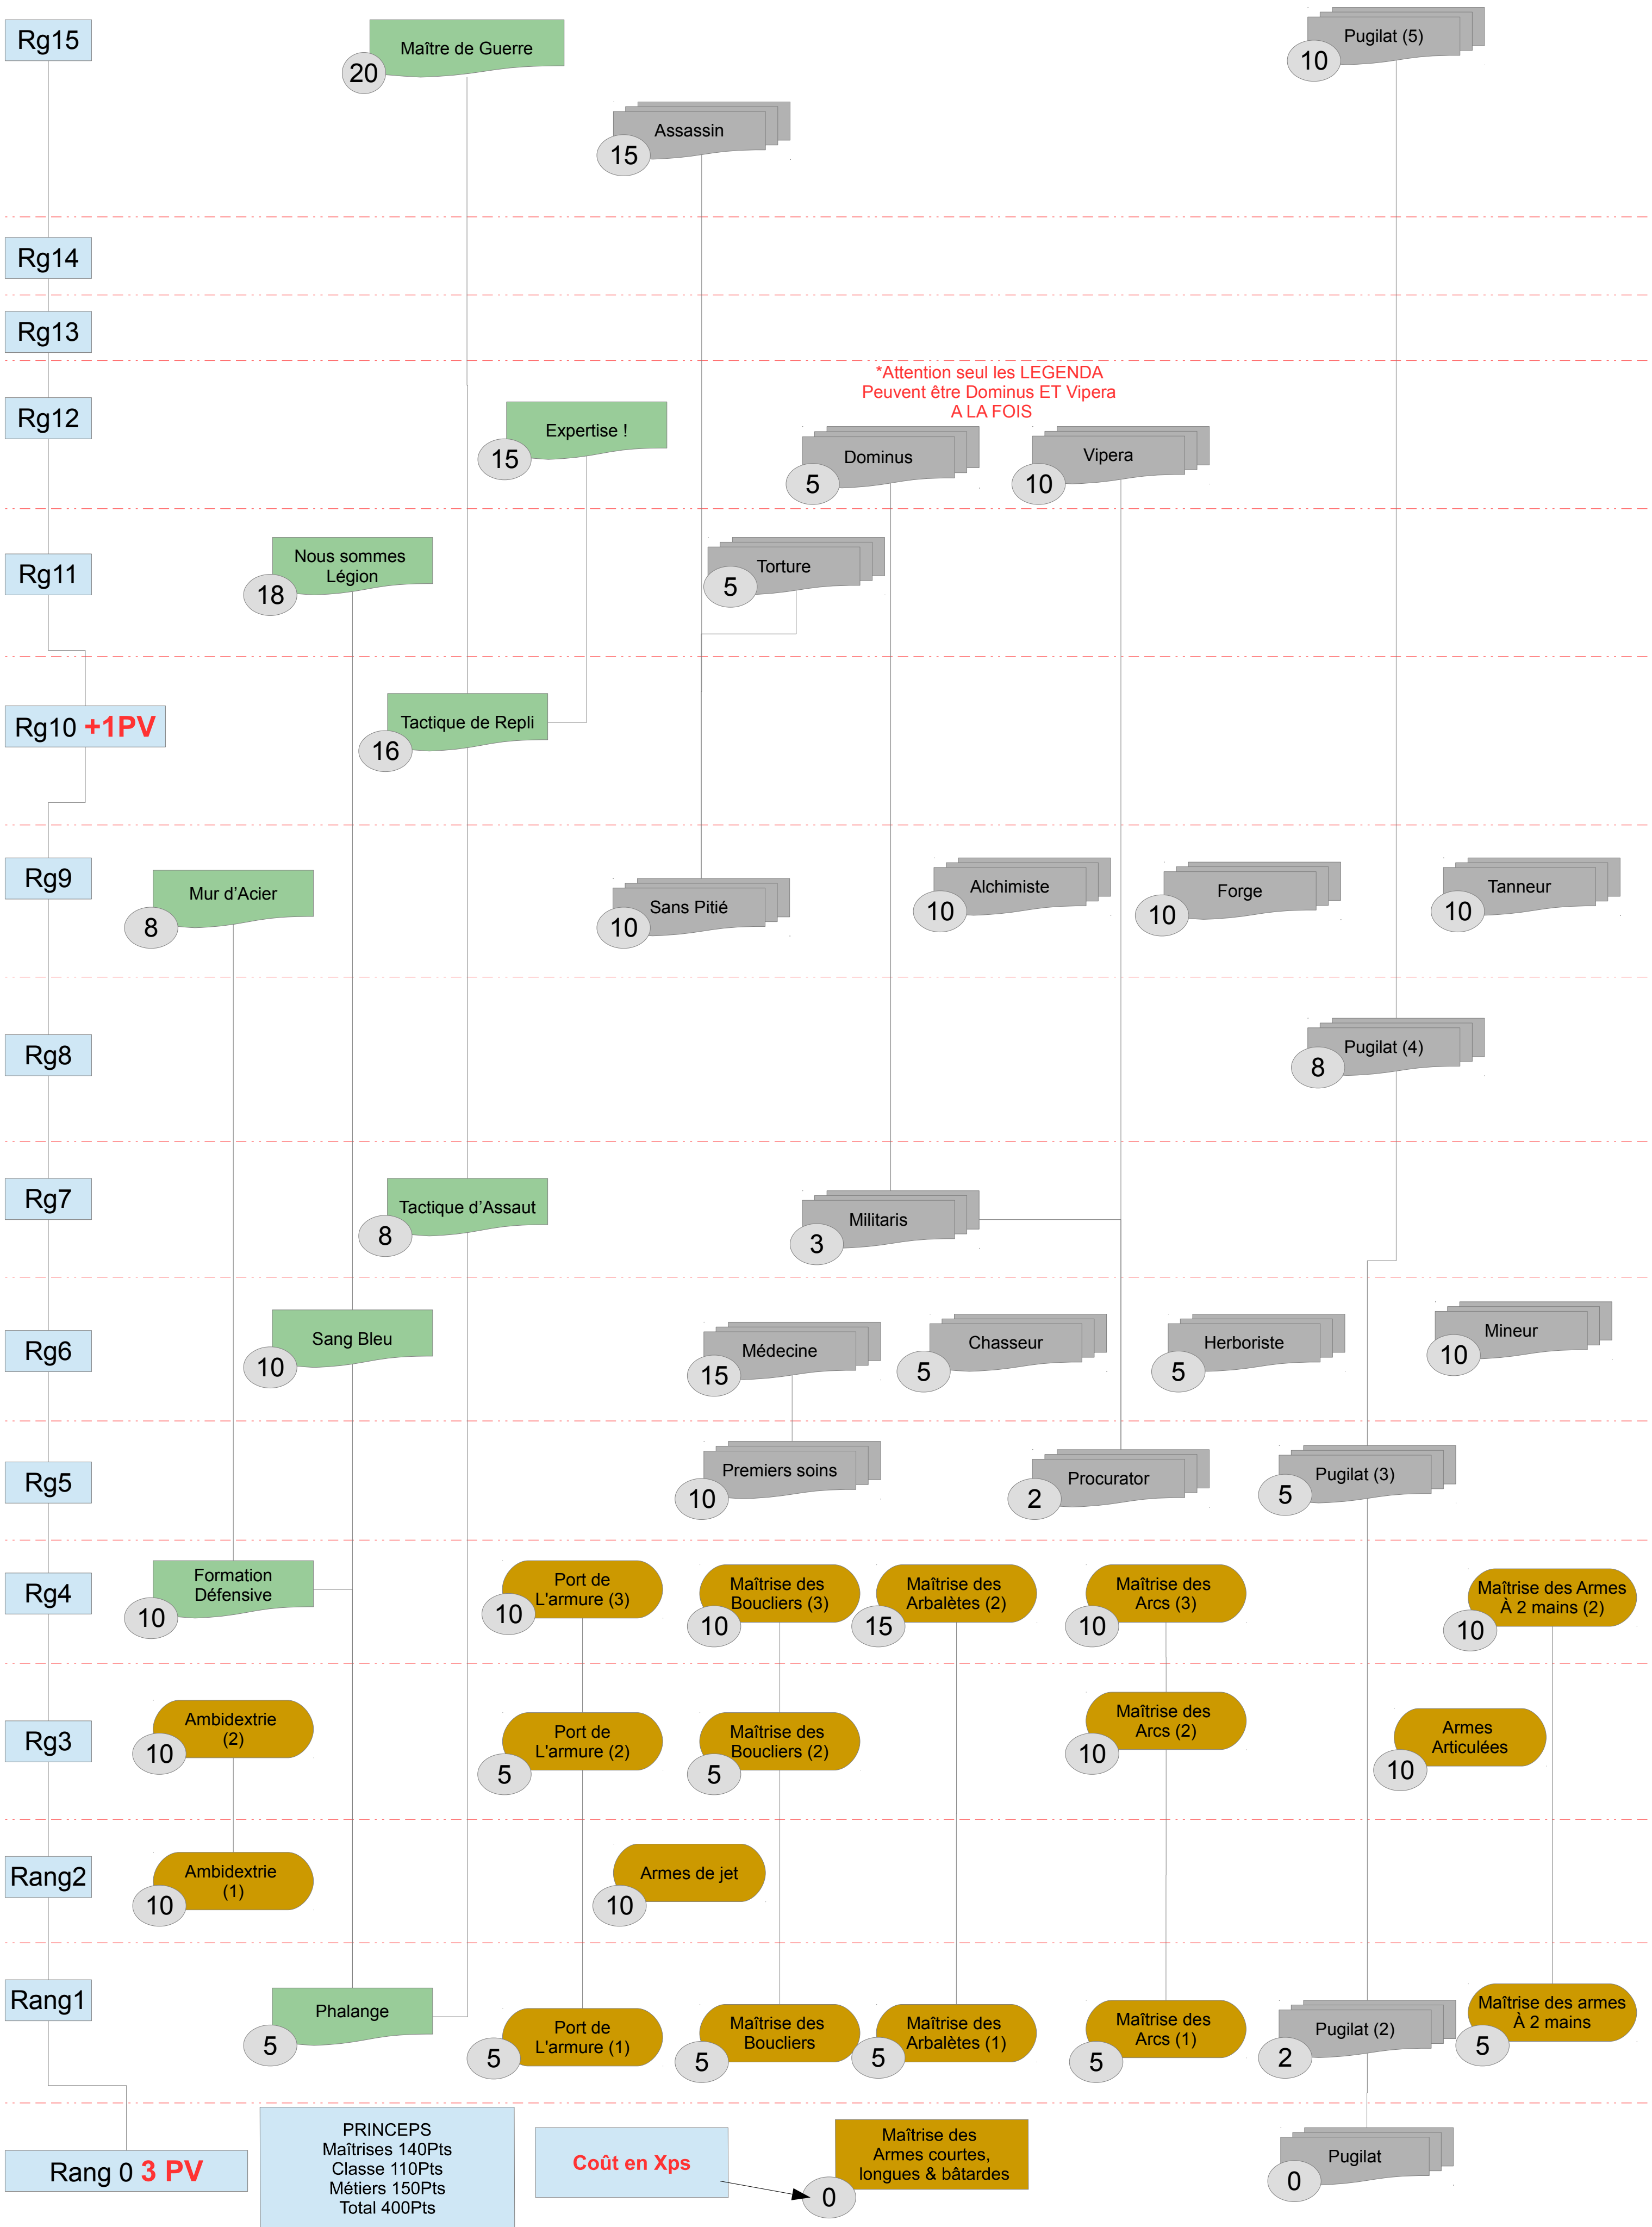 Rg15
Maître de Guerre
20
Pugilat (5)
10
Assassin
15
Rg14
Rg13
*Attention seul les LEGENDA
Peuvent être Dominus ET Vipera
A LA FOIS
Rg12
Expertise !
15
Dominus
5
Vipera
10
Rg11
Nous sommes
Légion
18
Torture
5
Rg10 +1PV
Tactique de Repli
16
Rg9
Mur d’Acier
8
Sans Pitié
10
Alchimiste
10
Forge
10
Tanneur
10
Rg8
Pugilat (4)
8
Rg7
Tactique d’Assaut
8
Militaris
3
Rg6
Sang Bleu
10
Médecine
15
Chasseur
5
Herboriste
5
Mineur
10
Rg5
Premiers soins
10
Procurator
2
Pugilat (3)
5
Rg4
Formation
Défensive
10
Port de
L'armure (3)
10
Maîtrise des
Boucliers (3)
10
Maîtrise des
Arbalètes (2)
15
Maîtrise des
Arcs (3)
10
Maîtrise des Armes
À 2 mains (2)
10
Rg3
Ambidextrie
(2)
10
Port de
L'armure (2)
5
Maîtrise des
Boucliers (2)
5
Maîtrise des
Arcs (2)
10
Armes
Articulées
10
Rang2
Ambidextrie
(1)
10
Armes de jet
10
Rang1
Phalange
5
Port de
L'armure (1)
5
Maîtrise des
Boucliers
5
Maîtrise des
Arbalètes (1)
5
Maîtrise des
Arcs (1)
5
Pugilat (2)
2
Maîtrise des armes
À 2 mains
5
Rang 0 3 PV
PRINCEPS
Maîtrises 140Pts
Classe 110Pts
Métiers 150Pts
Total 400Pts
Coût en Xps
Maîtrise des
Armes courtes,
longues & bâtardes
0
Pugilat
0